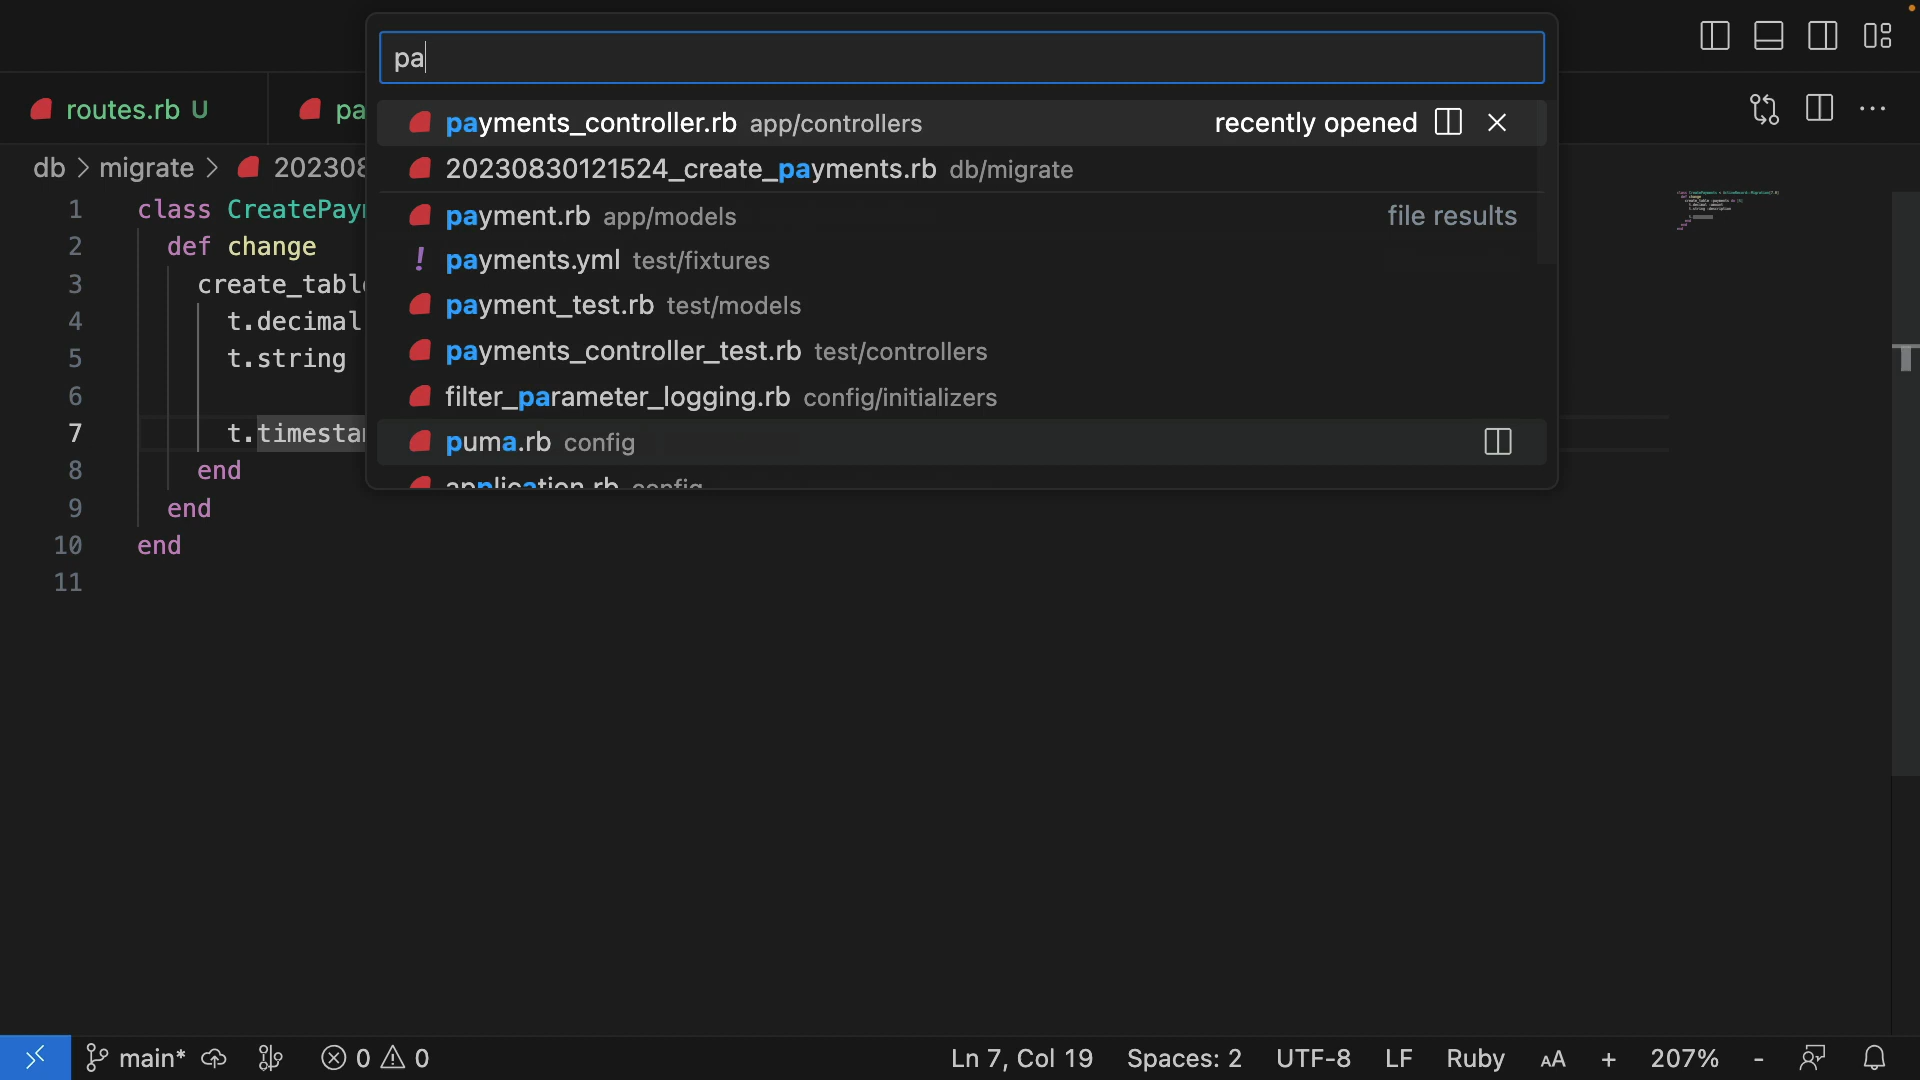 pa
routes.rb U
pa
payments_controller.rb app/controllers recently opened
20230830121524_create_payments.rb db/migrate
payment.rb app/models file results
payments.yml test/fixtures
payment_test.rb test/models
payments_controller_test.rb test/controllers
filter_parameter_logging.rb config/initializers
puma.rb config
application.rb config
db > migrate > 202308
1 class CreatePay
2 def change
3 create_tabl
4 t.decimal
5 t.string
6
7 t.timesta
8 end
9 end
10 end
11
main* 0 0 Ln 7, Col 19 Spaces: 2 UTF-8 LF Ruby AA + 207% -